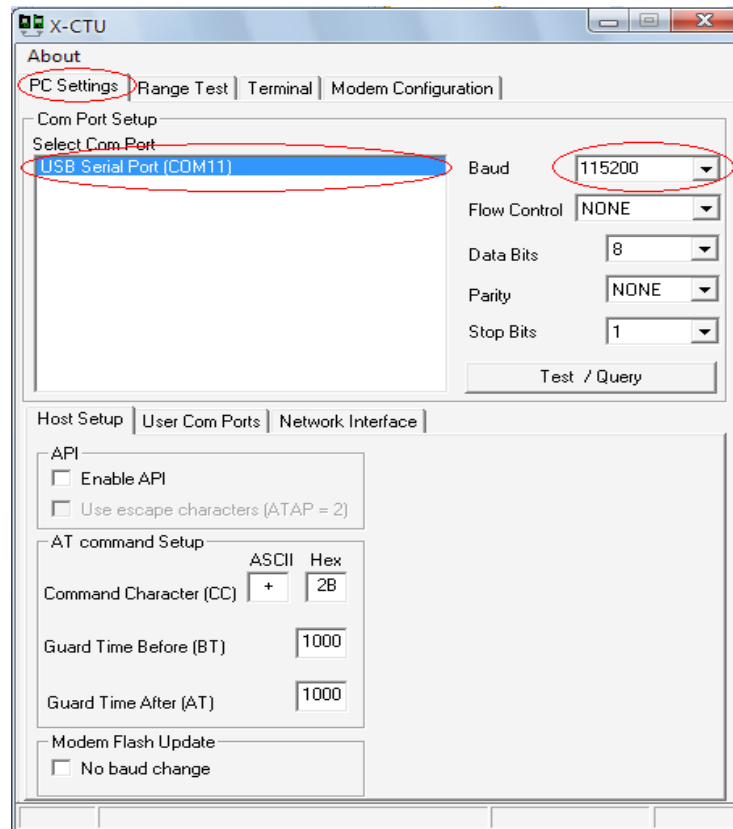 X-CTU
About
PC Settings Range Test Terminal Modem Configuration
Com Port Setup
Select Com Port
USB Serial Port (COM11)
Baud 115200
Flow Control NONE
Data Bits 8
Parity NONE
Stop Bits 1
Test / Query
Host Setup User Com Ports Network Interface
API
Enable API
Use escape characters (ATAP = 2)
AT command Setup
ASCII Hex
Command Character (CC) + 2B
Guard Time Before (BT) 1000
Guard Time After (AT) 1000
Modem Flash Update
No baud change